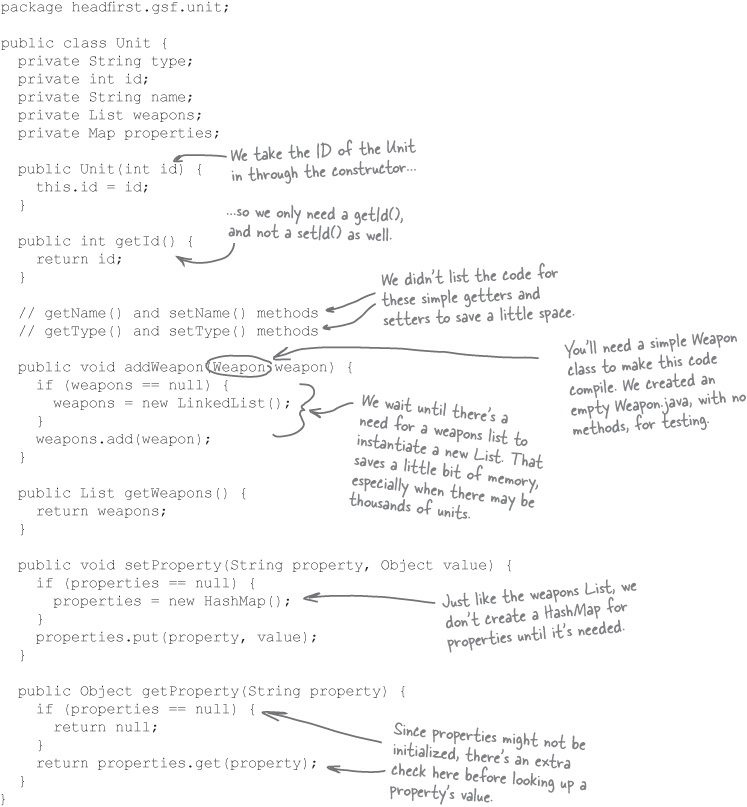 package headfirst.gsf.unit;
public class Unit {
private String type;
private int id;
private String name;
private List weapons;
private Map properties;
public Unit(int id) {
this.id = id;
}
We take the ID of the Unit
in through the constructor...
public int getId() {
return id;
}
...so we only need a getId(),
and not a setId() as well.
// getName() and setName() methods
// getType() and setType() methods
We didn't list the code for
these simple getters and
setters to save a little space.
public void addWeapon(Weapon weapon) {
if (weapons == null) {
weapons = new LinkedList();
}
weapons.add(weapon);
}
You'll need a simple Weapon
class to make this code
compile. We created an
empty Weapon.java, with no
methods, for testing.
We wait until there's a
need for a weapons list to
instantiate a new List. That
saves a little bit of memory,
especially when there may be
thousands of units.
public List getWeapons() {
return weapons;
}
public void setProperty(String property, Object value) {
if (properties == null) {
properties = new HashMap();
}
properties.put(property, value);
}
Just like the weapons List, we
don't create a HashMap for
properties until it's needed.
public Object getProperty(String property) {
if (properties == null) {
return null;
}
return properties.get(property);
}
}
Since properties might not be
initialized, there's an extra
check here before looking up a
property's value.